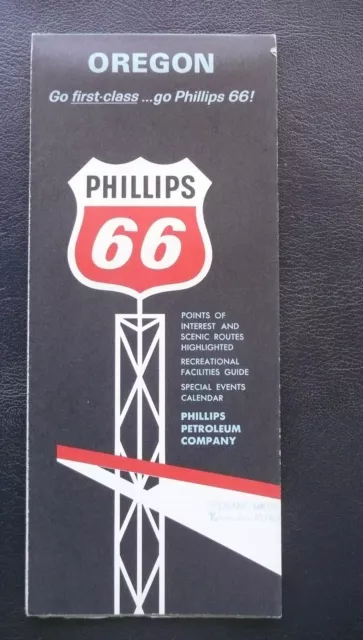 OREGON
Go first-class ...go Phillips 66!
PHILLIPS
66
POINTS OF
INTEREST AND
SCENIC ROUTES
HIGHLIGHTED
RECREATIONAL
FACILITIES GUIDE
SPECIAL EVENTS
CALENDAR
PHILLIPS
PETROLEUM
COMPANY